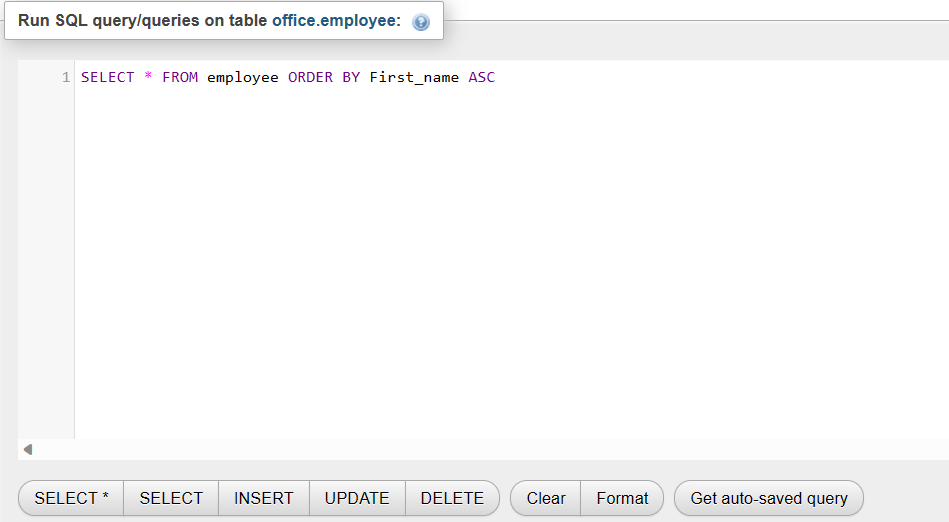 Run SQL query/queries on table office.employee:
1 SELECT * FROM employee ORDER BY First_name ASC
SELECT * SELECT INSERT UPDATE DELETE Clear Format Get auto-saved query